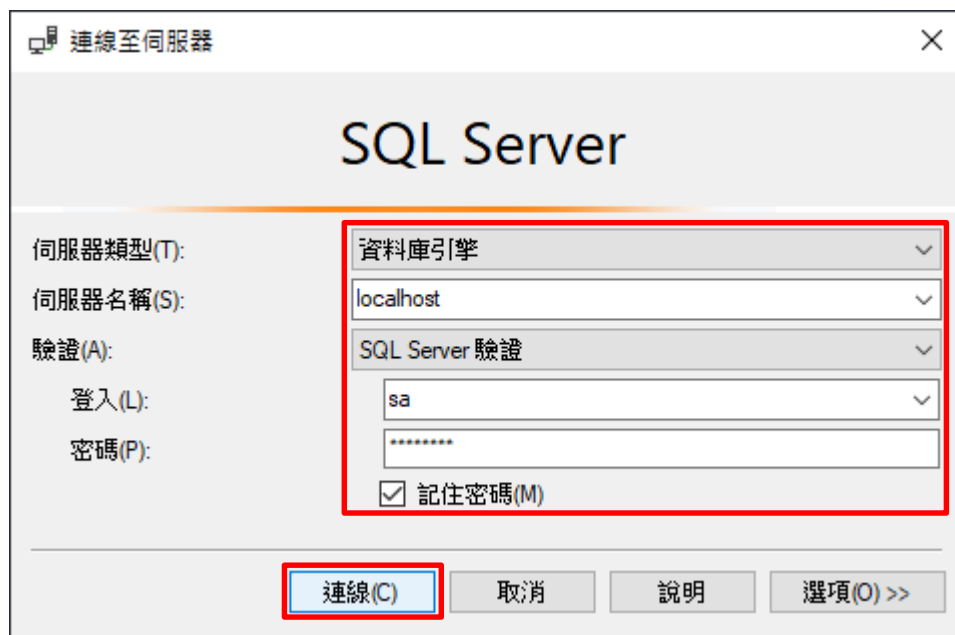 連線至伺服器
SQL Server
伺服器類型(T): 資料庫引擎
伺服器名稱(S): localhost
驗證(A): SQL Server 驗證
登入(L): sa
密碼(P): ********
記住密碼(M)
連線(C) 取消 說明 選項(O) >>